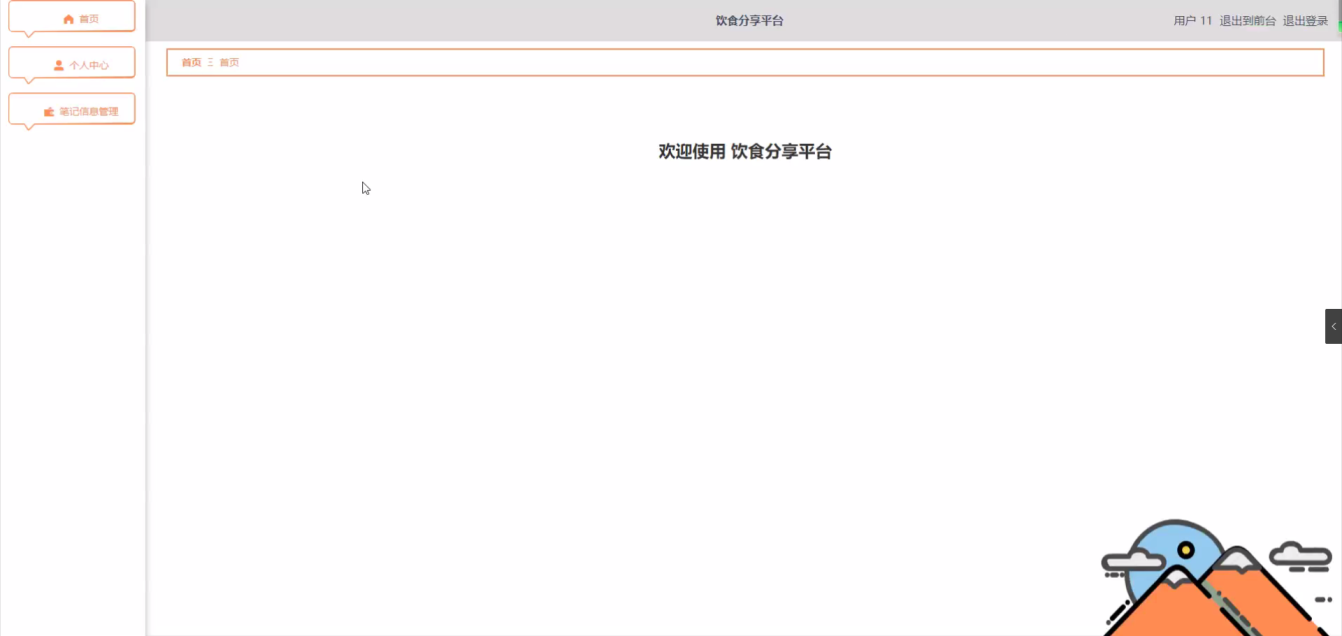 首页
个人中心
笔记信息管理
饮食分享平台
用户 11 退出到前台 退出登录
首页 Ξ 首页
欢迎使用 饮食分享平台